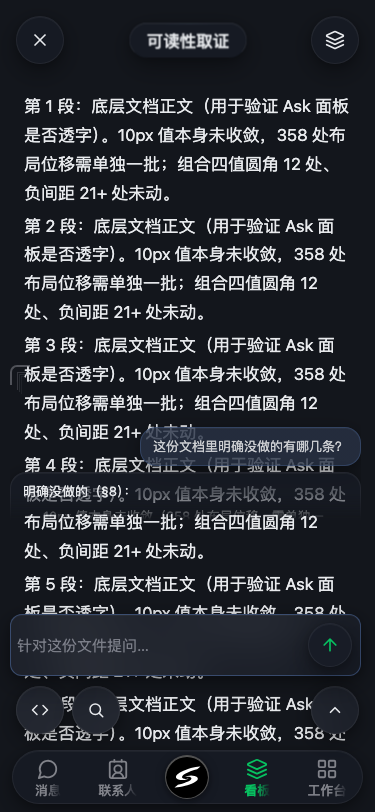 可读性取证
第 1 段：底层文档正文（用于验证 Ask 面板
是否透字）。10px 值本身未收敛，358 处布
局位移需单独一批；组合四值圆角 12 处、
负间距 21+ 处未动。
第 2 段：底层文档正文（用于验证 Ask 面
板是否透字）。10px 值本身未收敛，358 处
布局位移需单独一批；组合四值圆角 12
处、负间距 21+ 处未动。
第 3 段：底层文档正文（用于验证 Ask 面
板是否透字）。10px 值本身未收敛，358 处
布局位移需单独一批；组合四值圆角 12
处、负间距 21+ 处未动。
这份文档里明确没做的有哪几条？
第 4 段：底层文档正文（用于验证 Ask 面
板是否透字）。10px 值本身未收敛，358 处
明确没做的（§8）：
布局位移需单独一批；组合四值圆角 12
处、负间距 21+ 处未动。
第 5 段：底层文档正文（用于验证 Ask 面
板是否透字）。10px 值本身未收敛，358 处
针对这份文件提问...
处、负间距 21+ 处未动。
段：底层文档正文（用于验证 Ask
板是否透字）。10px 值本身未收敛，358 处
消息
联系人
看板
工作台